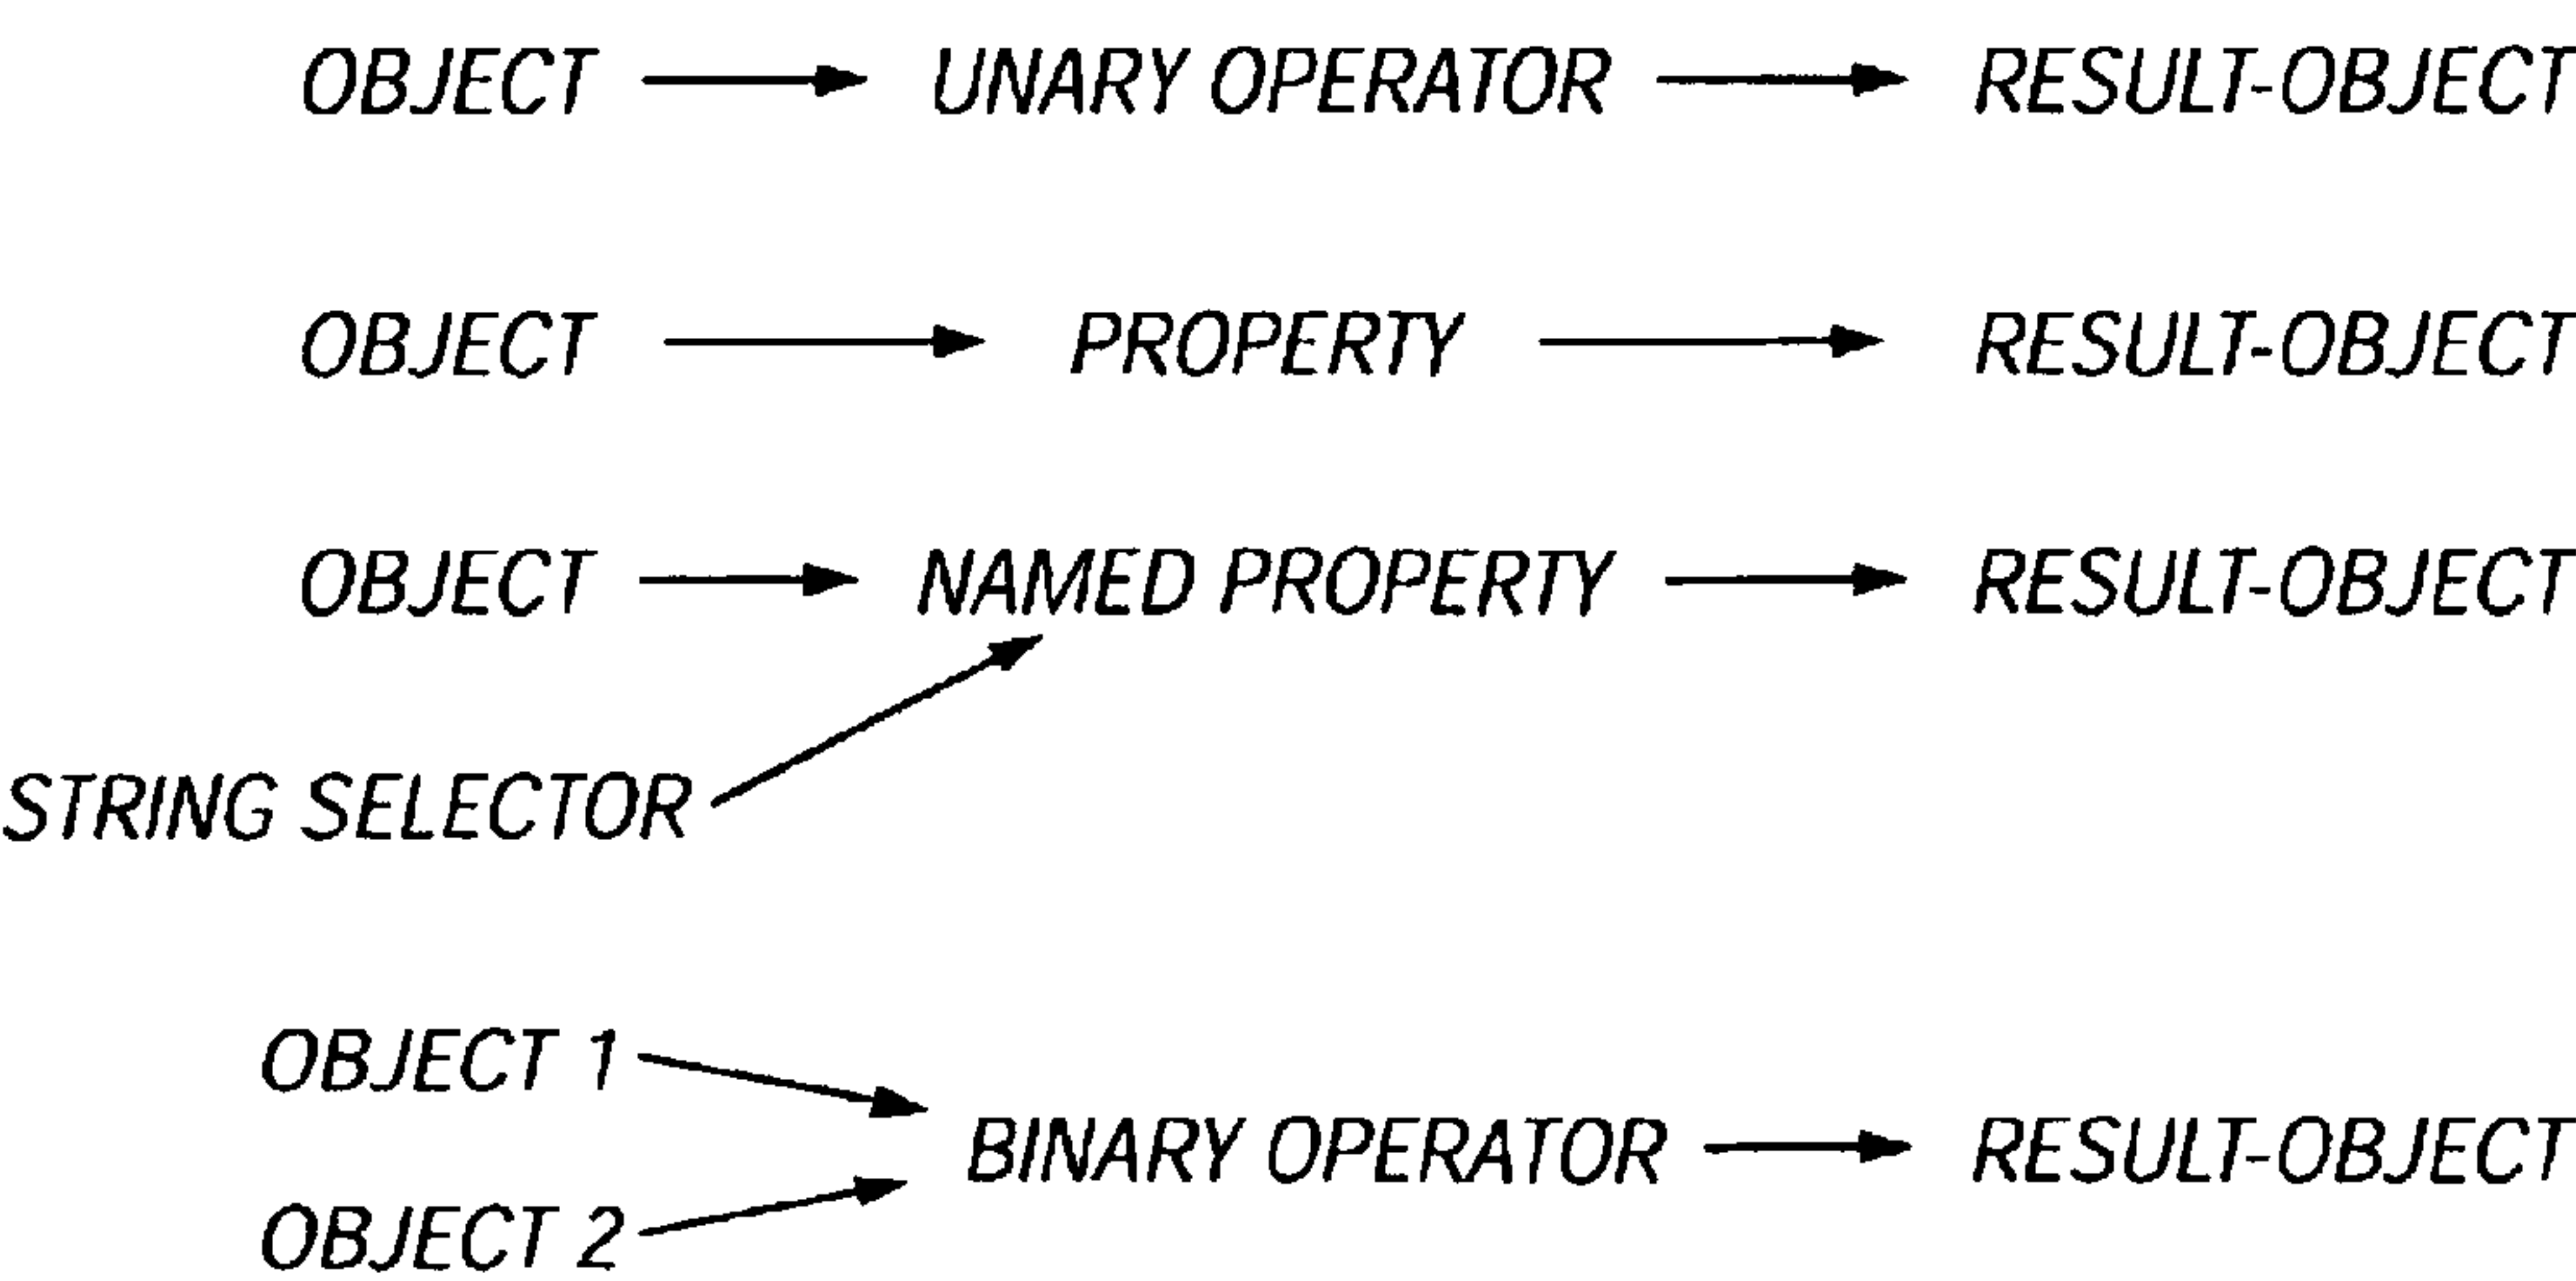 OBJECT UNARY OPERATOR RESULT-OBJECT
OBJECT PROPERTY RESULT-OBJECT
OBJECT NAMED PROPERTY RESULT-OBJECT
STRING SELECTOR
OBJECT 1
BINARY OPERATOR RESULT-OBJECT
OBJECT 2